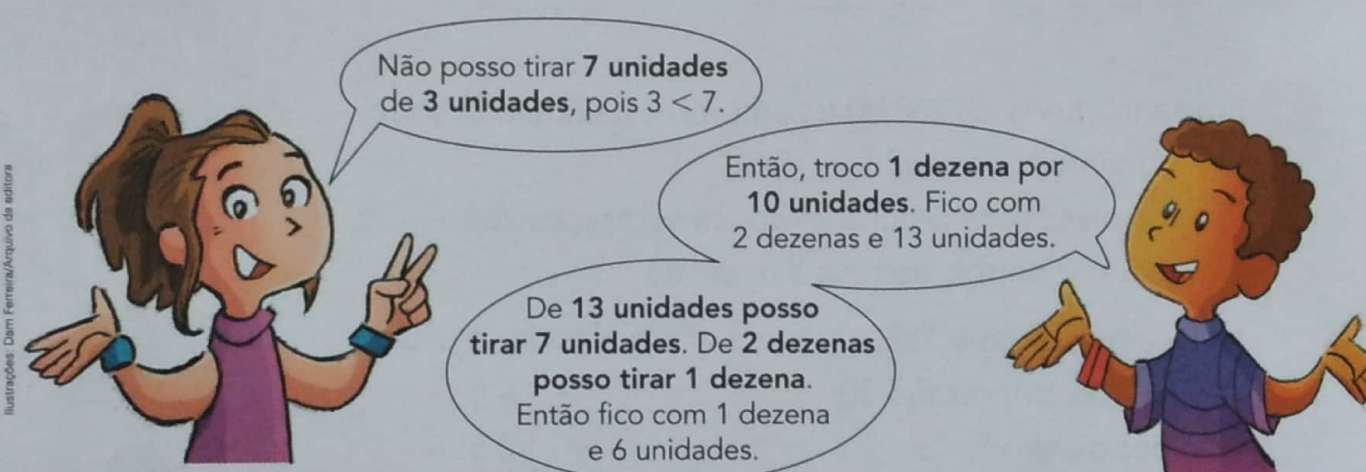 Não posso tirar 7 unidades
de 3 unidades, pois 3 < 7.
Então, troco 1 dezena por
10 unidades. Fico com
2 dezenas e 13 unidades.
De 13 unidades posso
tirar 7 unidades. De 2 dezenas
posso tirar 1 dezena.
Então fico com 1 dezena
e 6 unidades.
Ilustrações: Dam Ferreira/Arquivo da editora